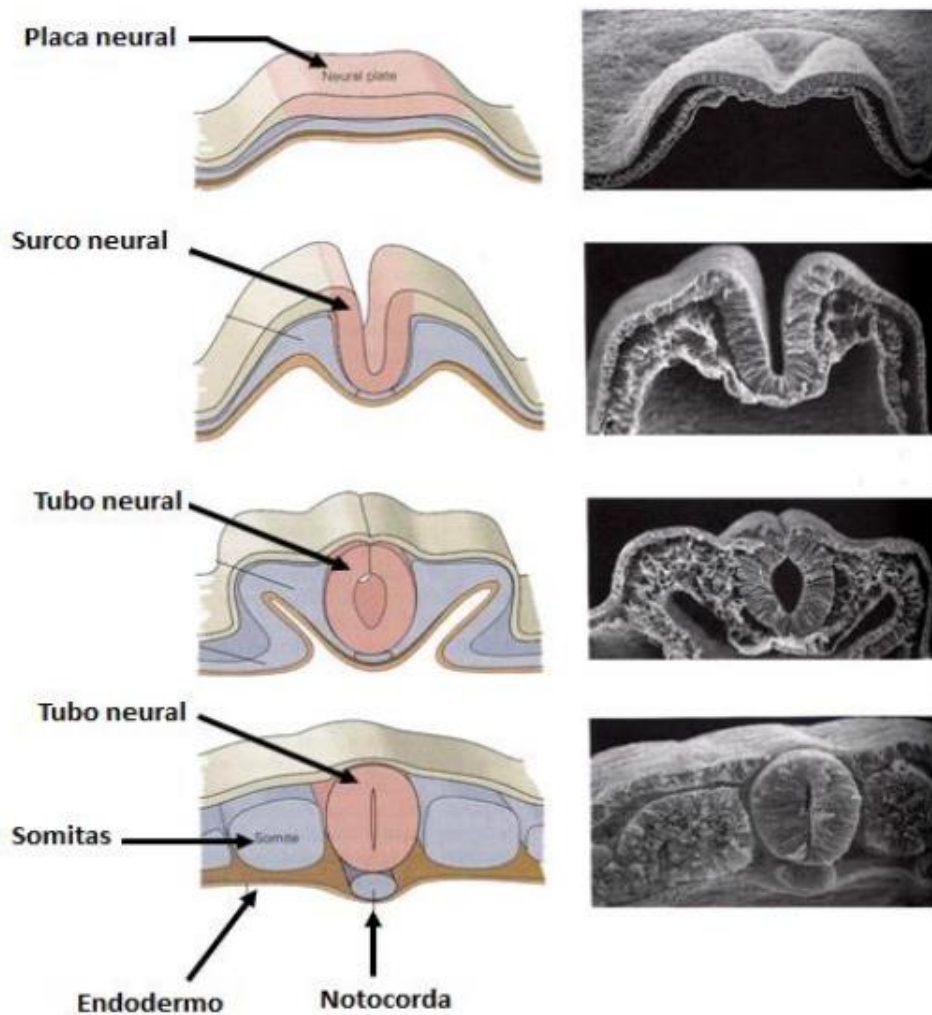 Placa neural
Neural plate
Surco neural
Tubo neural
Tubo neural
Somitas
Somite
Endodermo
Notocorda